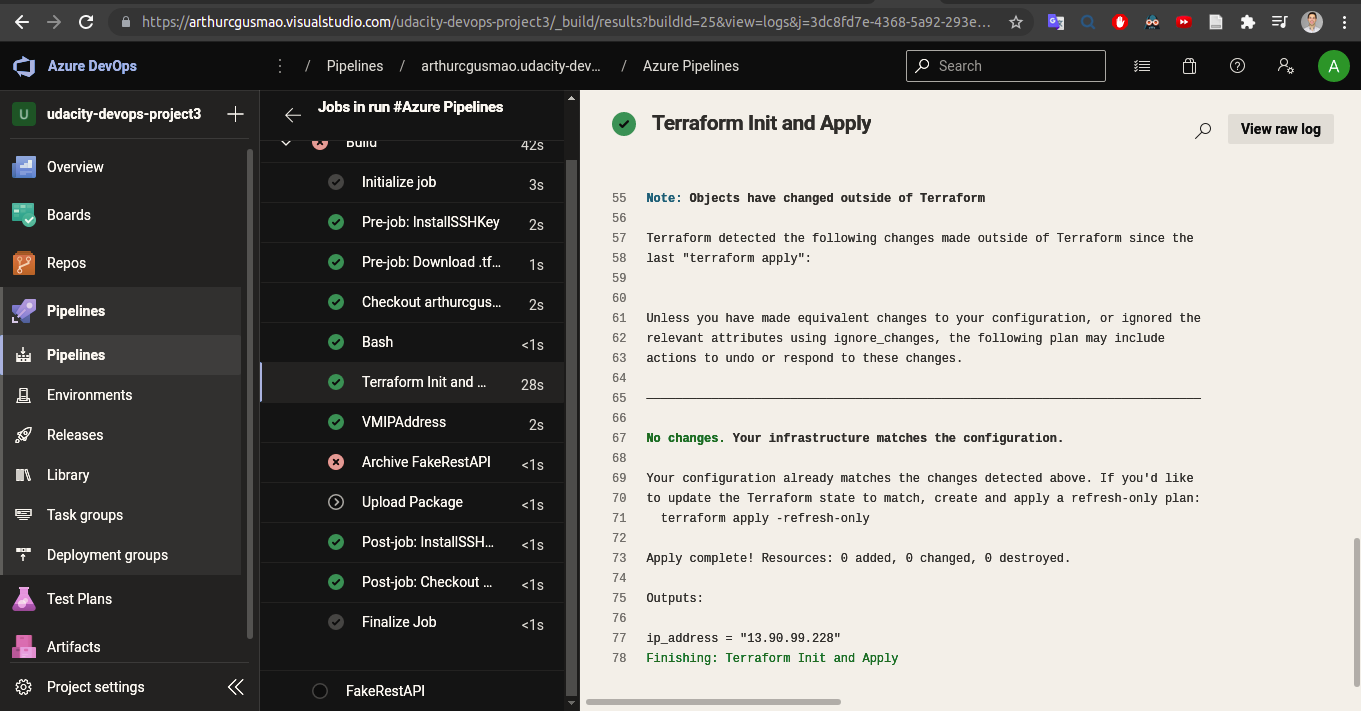 https://arthurcgusmao.visualstudio.com/udacity-devops-project3/_build/results?buildId=25&view=logs&j=3dc8fd7e-4368-5a92-293e...
Azure DevOps
/ Pipelines / arthurcgusmao.udacity-dev... / Azure Pipelines
Search
A
U udacity-devops-project3
Overview
Boards
Repos
Pipelines
Pipelines
Environments
Releases
Library
Task groups
Deployment groups
Test Plans
Artifacts
Project settings
Jobs in run #Azure Pipelines
Build 42s
Initialize job 3s
Pre-job: InstallSSHKey 2s
Pre-job: Download .tf... 1s
Checkout arthurcgus... 2s
Bash <1s
Terraform Init and ... 28s
VMIPAddress 2s
Archive FakeRestAPI <1s
Upload Package <1s
Post-job: InstallSSH... <1s
Post-job: Checkout ... <1s
Finalize Job <1s
FakeRestAPI
Terraform Init and Apply
View raw log
55 Note: Objects have changed outside of Terraform
56
57 Terraform detected the following changes made outside of Terraform since the
58 last "terraform apply":
59
60
61 Unless you have made equivalent changes to your configuration, or ignored the
62 relevant attributes using ignore_changes, the following plan may include
63 actions to undo or respond to these changes.
64
65
66
67 No changes. Your infrastructure matches the configuration.
68
69 Your configuration already matches the changes detected above. If you'd like
70 to update the Terraform state to match, create and apply a refresh-only plan:
71 terraform apply -refresh-only
72
73 Apply complete! Resources: 0 added, 0 changed, 0 destroyed.
74
75 Outputs:
76
77 ip_address = "13.90.99.228"
78 Finishing: Terraform Init and Apply